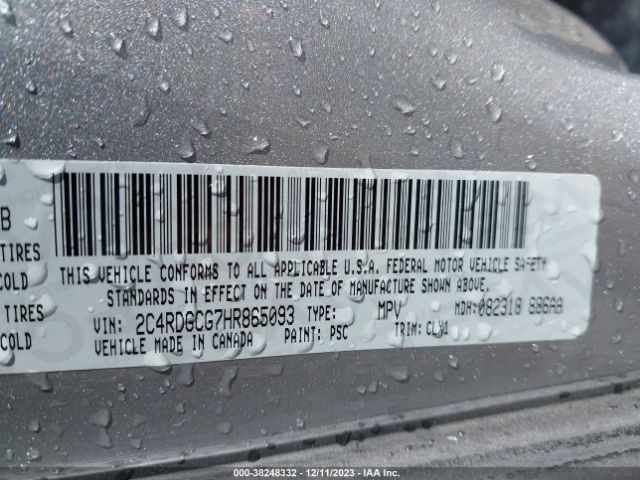 B
TIRES
COLD
TIRES
COLD
THIS VEHICLE CONFORMS TO ALL APPLICABLE U.S.A. FEDERAL MOTOR VEHICLE SAFETY
STANDARDS IN EFFECT ON THE DATE OF MANUFACTURE SHOWN ABOVE.
VIN: 2C4RDGCG7HR865093 TYPE: MPV MDH:082318 886AA
VEHICLE MADE IN CANADA PAINT: PSC TRIM: CLX1
000-38248332 - 12/11/2023 - IAA Inc.